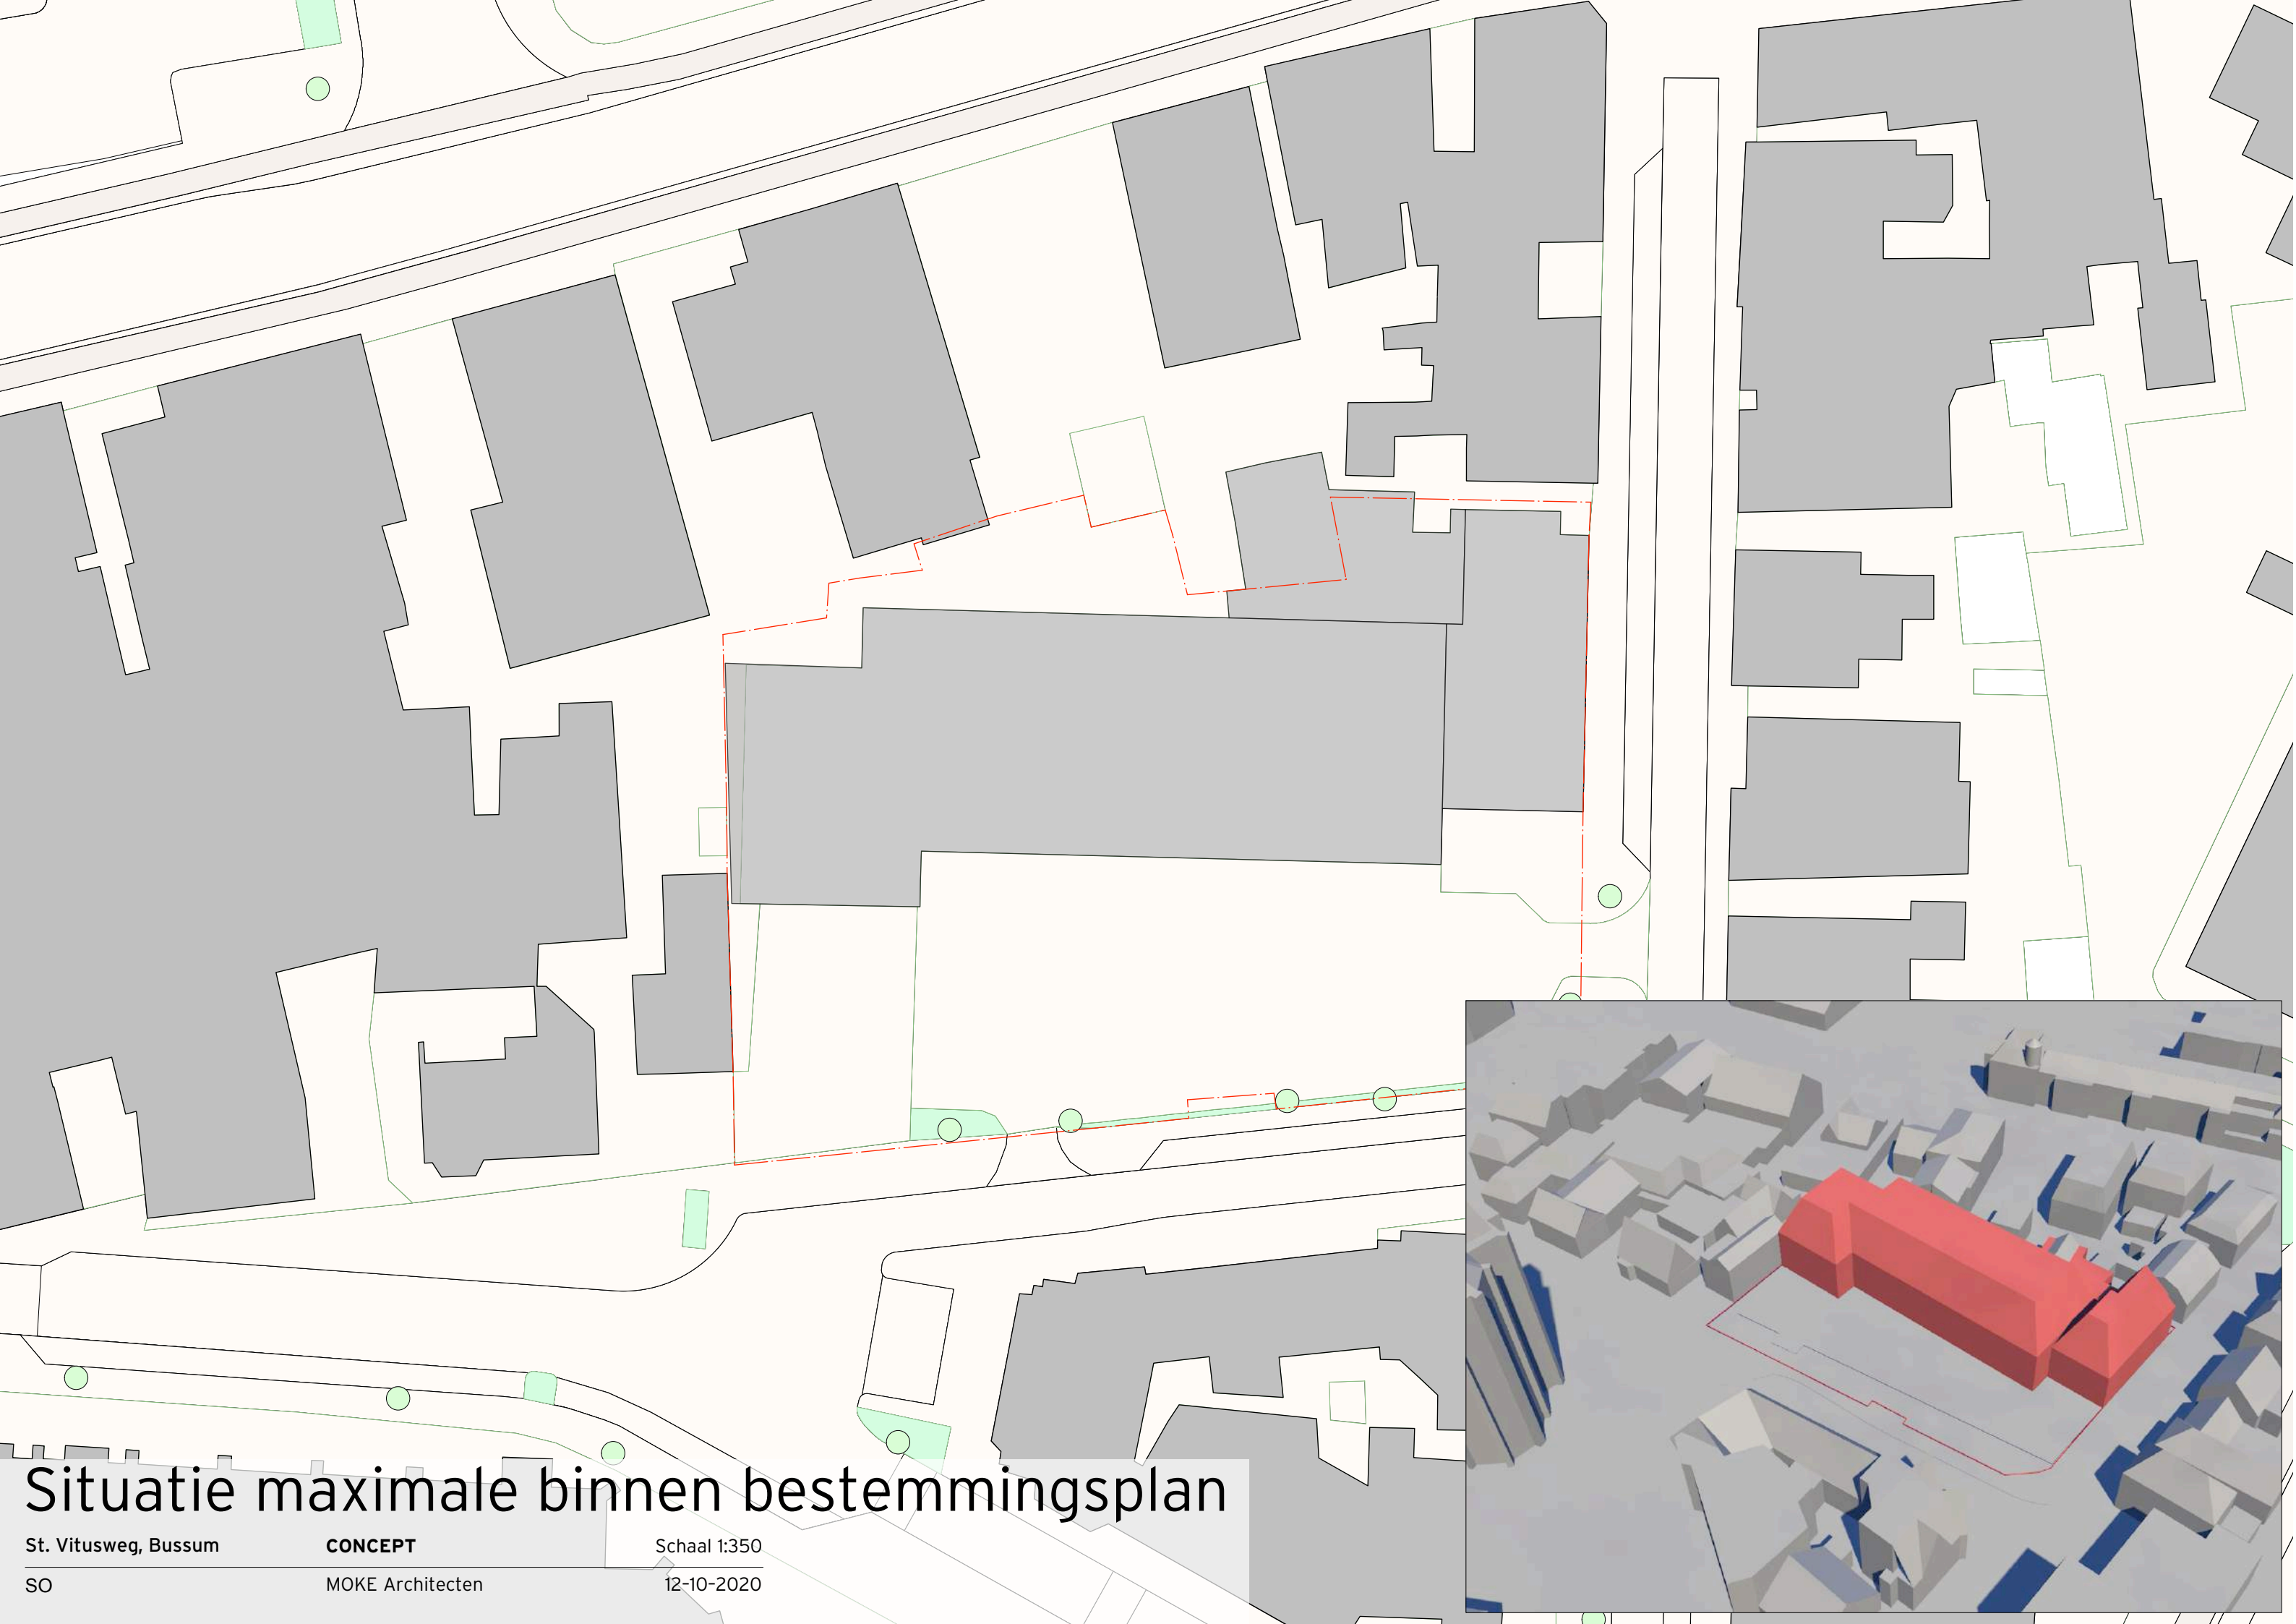 Situatie maximale binnen bestemmingsplan
St. Vitusweg, Bussum CONCEPT Schaal 1:350
SO MOKE Architecten 12-10-2020